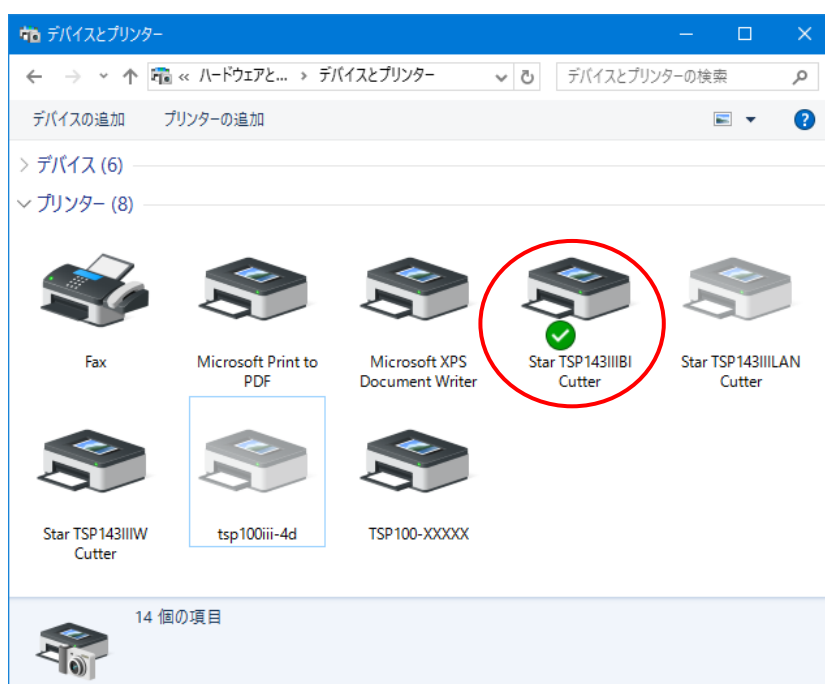 デバイスとプリンター
« ハードウェアと... › デバイスとプリンター
デバイスとプリンターの検索
デバイスの追加
プリンターの追加
デバイス (6)
プリンター (8)
Fax
Microsoft Print to
PDF
Microsoft XPS
Document Writer
Star TSP143IIIBI
Cutter
Star TSP143IIILAN
Cutter
Star TSP143IIIW
Cutter
tsp100iii-4d
TSP100-XXXXX
14 個の項目